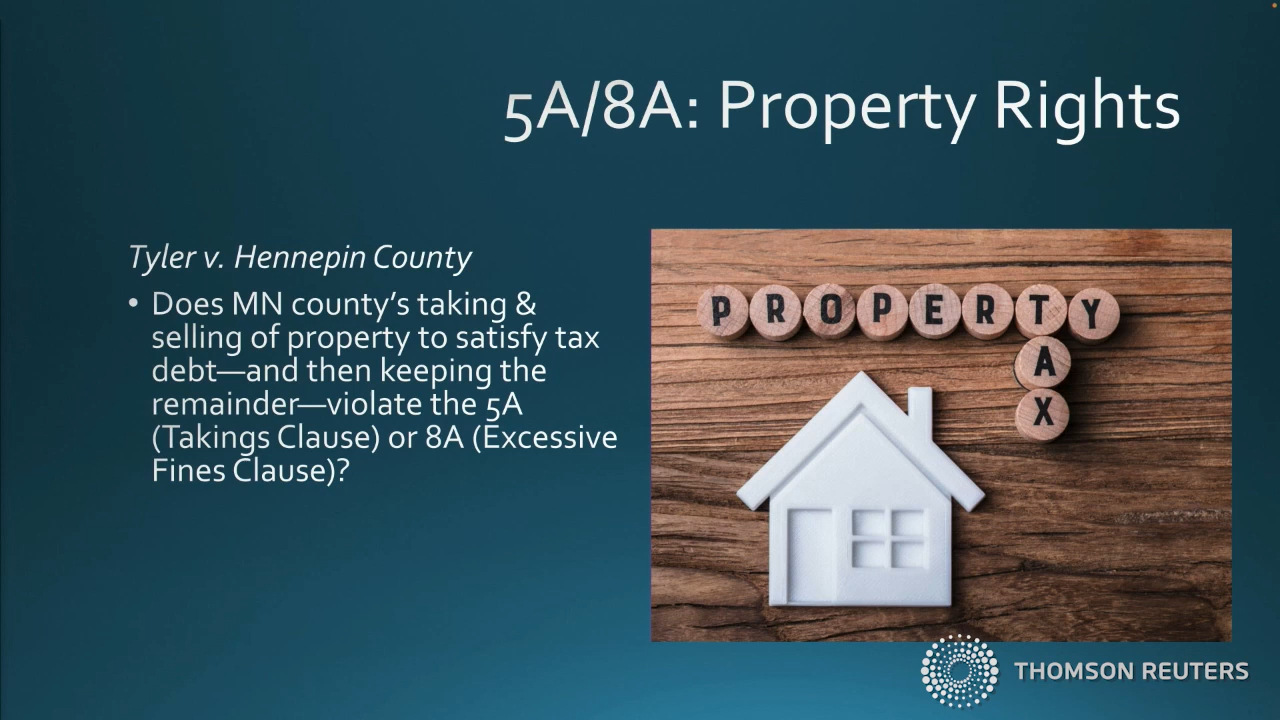 5A/8A: Property Rights
Tyler v. Hennepin County
• Does MN county’s taking &
selling of property to satisfy tax
debt—and then keeping the
remainder—violate the 5A
(Takings Clause) or 8A (Excessive
Fines Clause)?
PROPERTY
TAX
THOMSON REUTERS